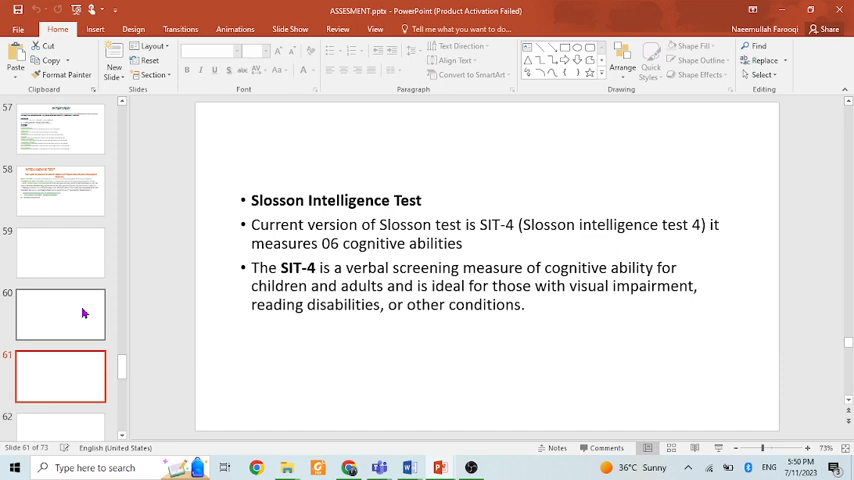 ASSESMENT.pptx - PowerPoint (Product Activation Failed)
File Home Insert Design Transitions Animations Slide Show Review View Tell me what you want to do... Naeemullah Farooqi Share
Paste
Cut
Copy
Format Painter
Clipboard
New
Slide
Layout
Reset
Section
Slides
Font
Paragraph
Text Direction
Align Text
Convert to SmartArt
Arrange
Quick
Styles
Shape Fill
Shape Outline
Shape Effects
Drawing
Find
Replace
Select
Editing
57
58
INTELLIGENCE TEST
59
60
61
62
• Slosson Intelligence Test
• Current version of Slosson test is SIT-4 (Slosson intelligence test 4) it
measures 06 cognitive abilities
• The SIT-4 is a verbal screening measure of cognitive ability for
children and adults and is ideal for those with visual impairment,
reading disabilities, or other conditions.
Slide 61 of 73 English (United States) Notes Comments 73%
Type here to search 36°C Sunny ENG 5:50 PM
7/11/2023